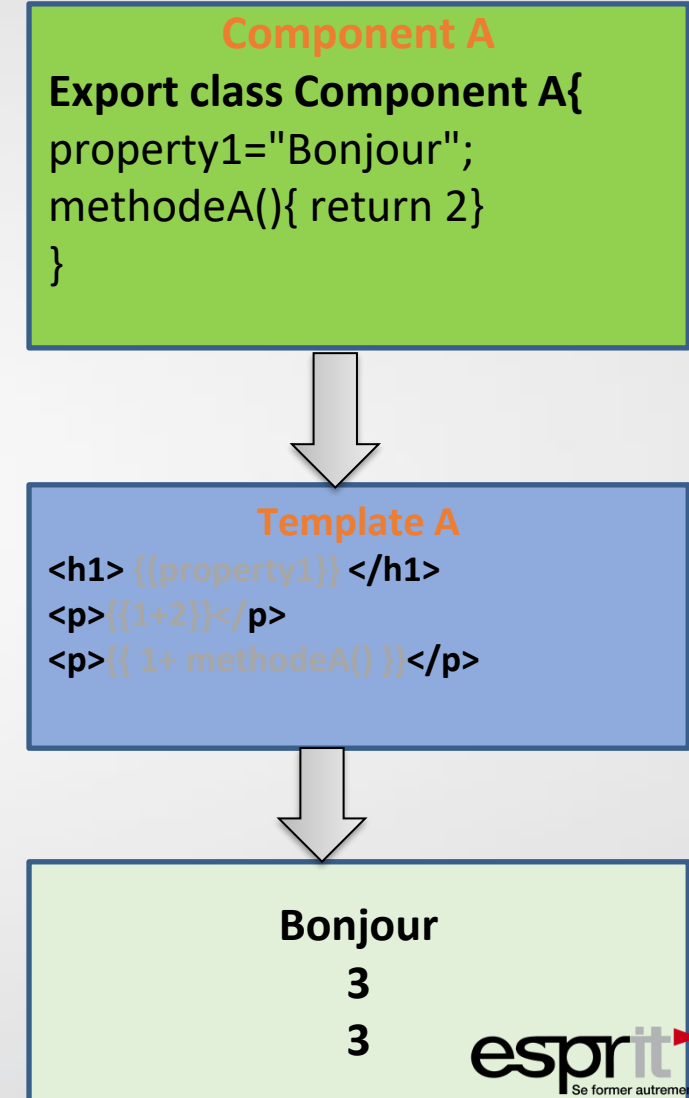 Component A
Export class Component A{
property1="Bonjour";
methodeA(){ return 2}
}
Template A
<h1> {{property1}} </h1>
<p>{{1+2}}</p>
<p>{{ 1+ methodeA() }}</p>
Bonjour
3
3
esprit
Se former autremen